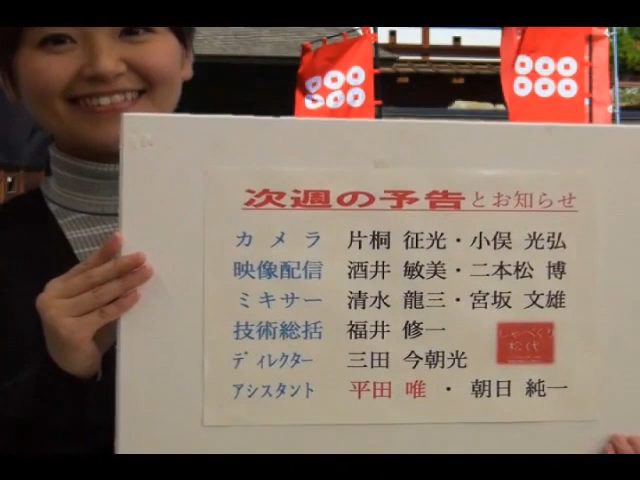 次週の予告とお知らせ
カメラ 片桐 征光・小俣 光弘
映像配信 酒井 敏美・二本松 博
ミキサー 清水 龍三・宮坂 文雄
技術総括 福井 修一
しゃべくり
松代
ディレクター 三田 今朝光
アシスタント 平田 唯 ・ 朝日 純一